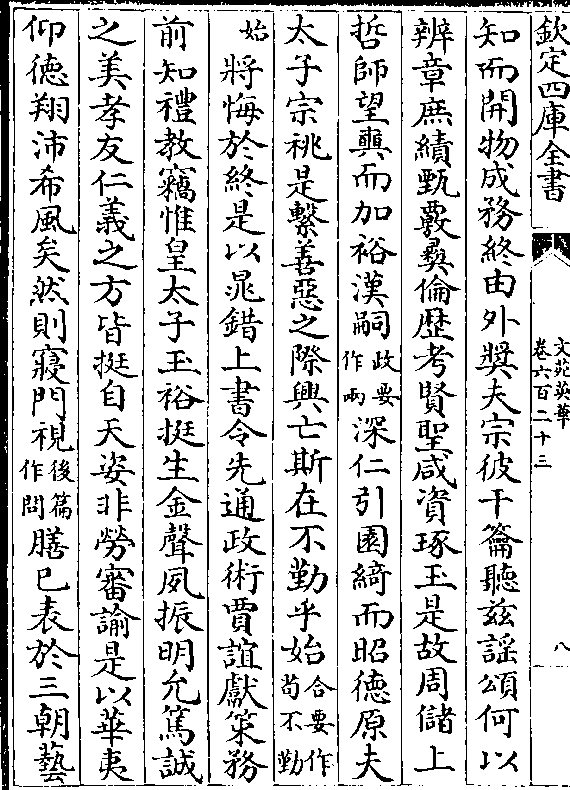 欽定四庫全書
文苑英華
卷六百二十三
八
知而開物成務終由外奬夫宗彼干籥聽兹謡頌何以
辨章庶績甄覈彞倫歴考賢聖咸資琢玉是故周儲上
哲師望奭而加裕漢嗣政要作兩深仁引園綺而昭德原夫
太子宗祧是繫善惡之際興亡斯在不勤乎始合要作苟不勤
始將悔於終是以晁錯上書令先通政術賈誼獻策務
前知禮教竊惟皇太子玉裕挺生金聲夙振明允篤誠
之美孝友仁義之方皆挺自天姿非勞審諭是以華夷
仰德翔沛希風矣然則寢門視後篇作問膳已表於三朝藝